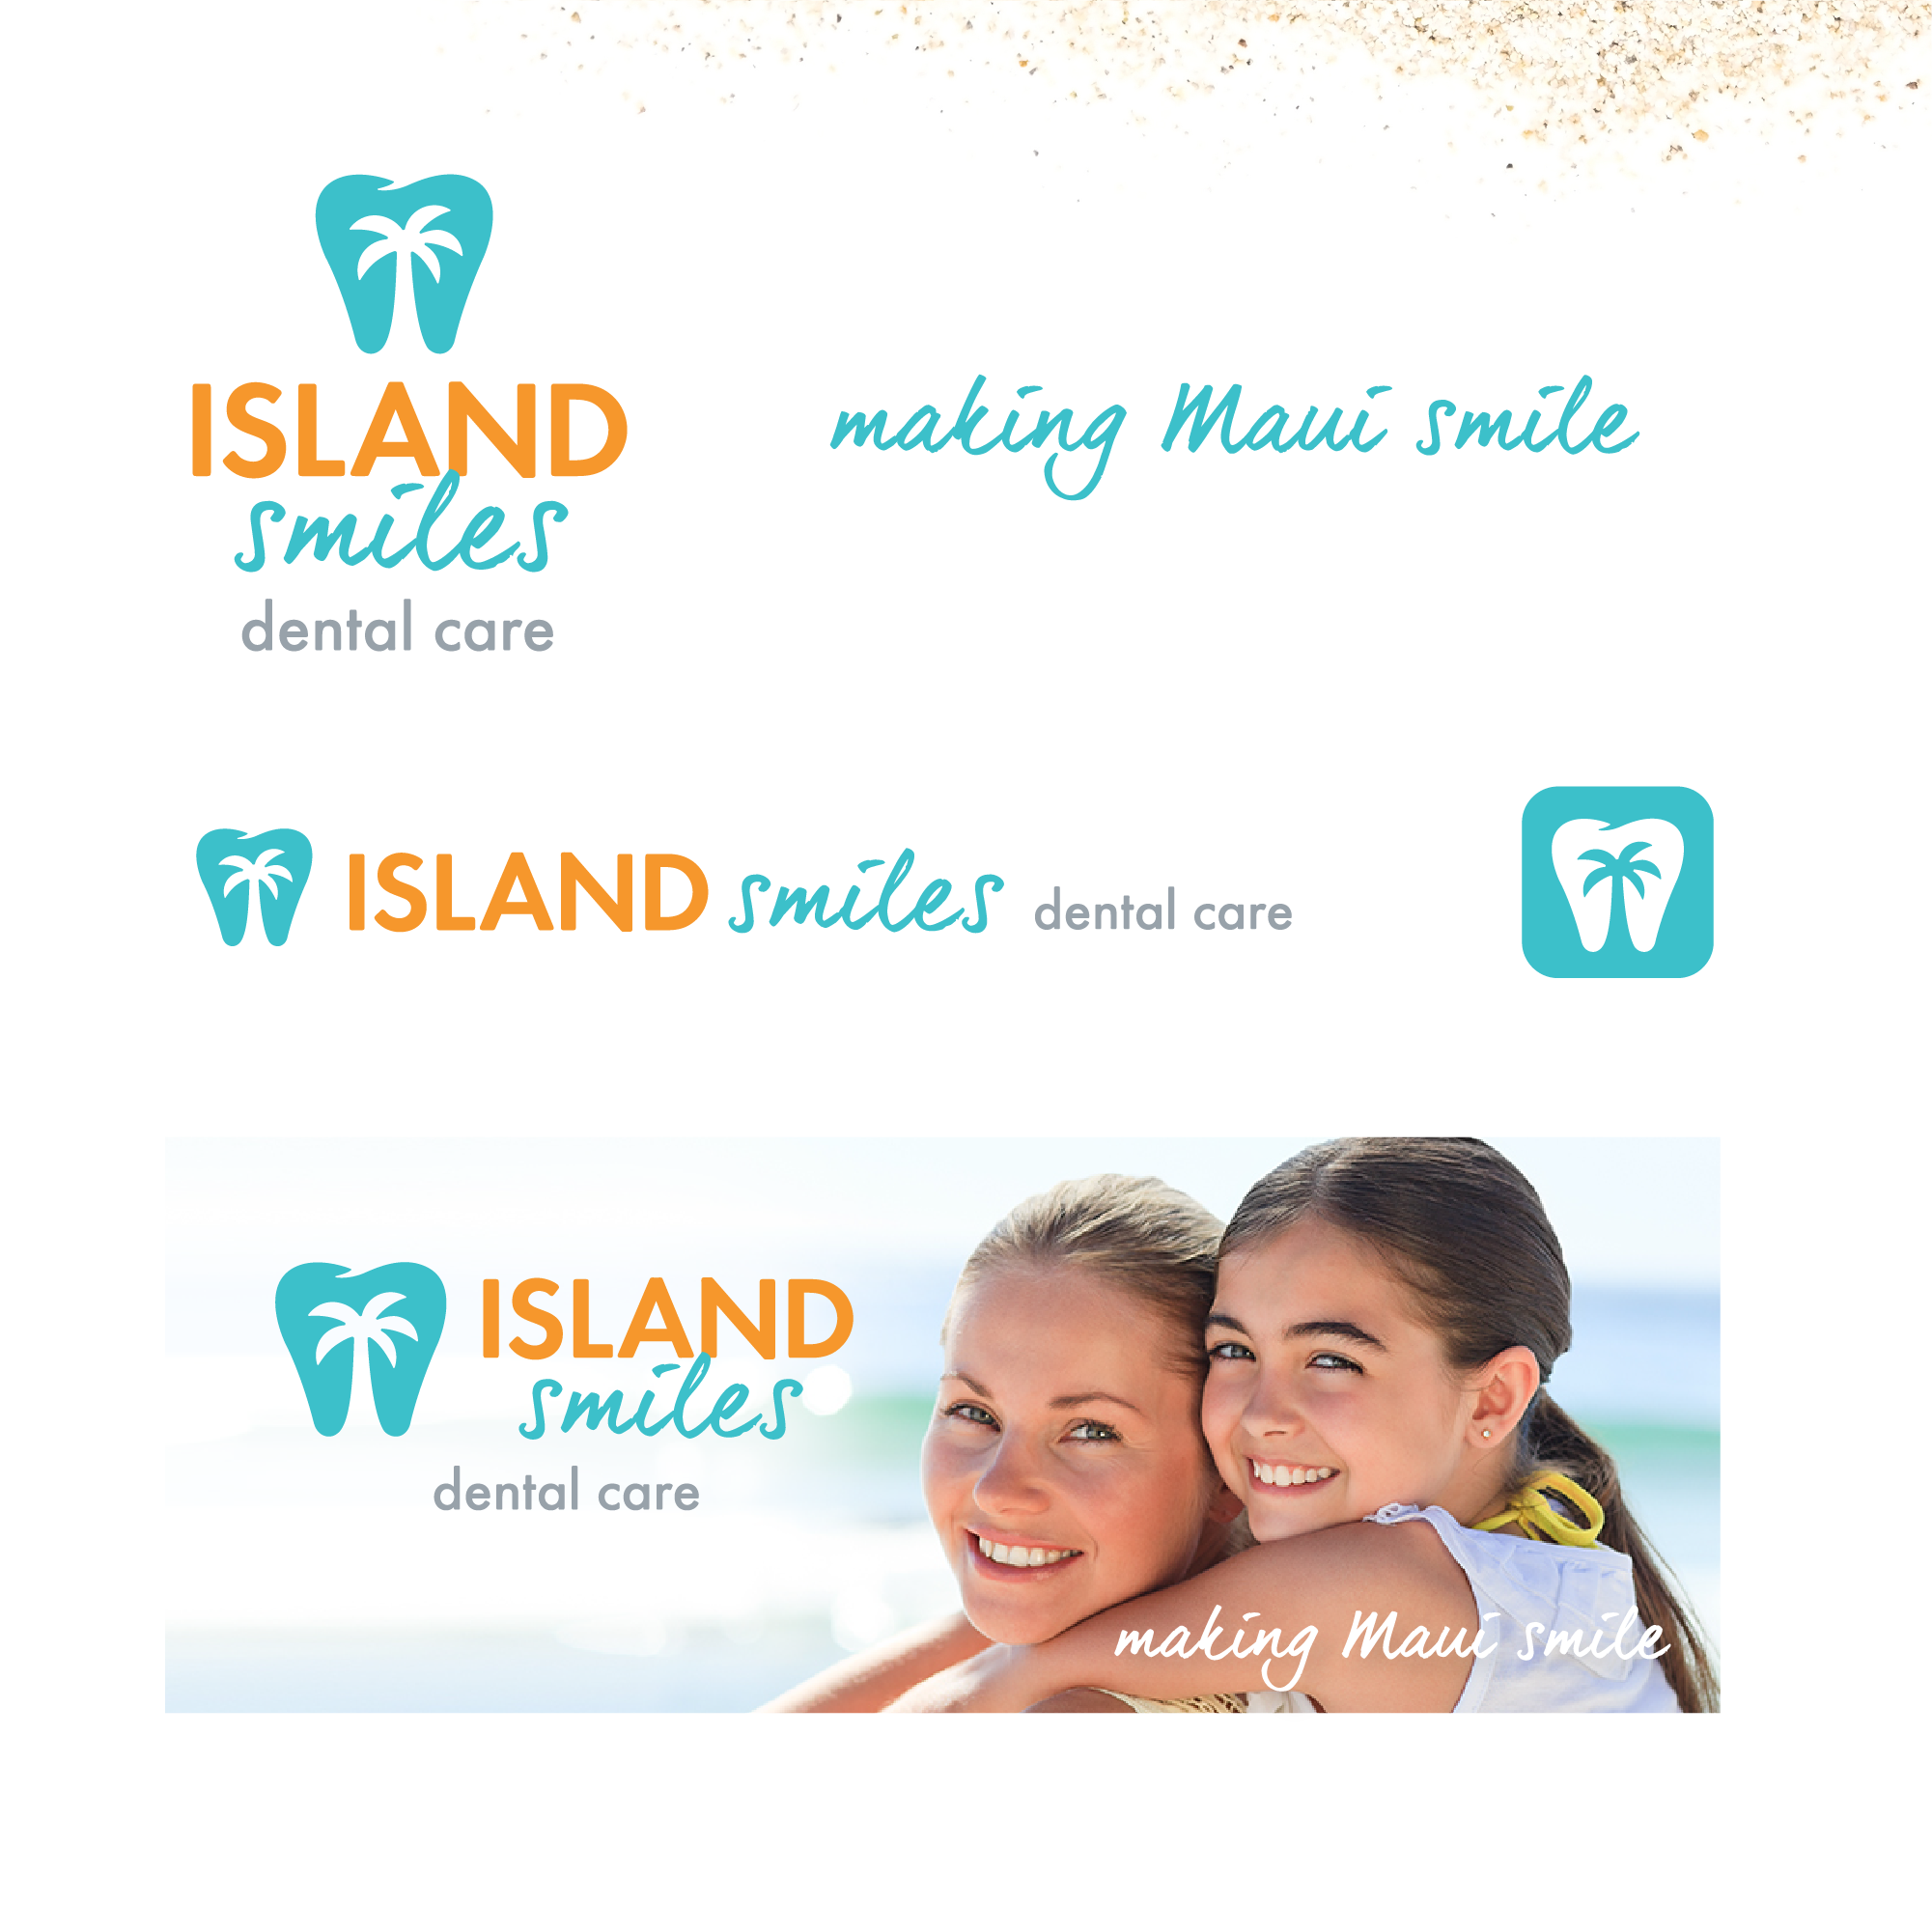 ISLAND
smiles
dental care
making Maui smile
ISLAND smiles dental care
ISLAND
smiles
dental care
making Maui smile